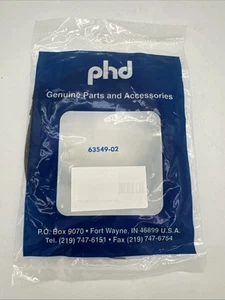 phd
Genuine Parts and Accessories
63549-02
P.O. Box 9070 • Fort Wayne, IN 46899 U.S.A.
Tel. (219) 747-6151 • Fax (219) 747-6754